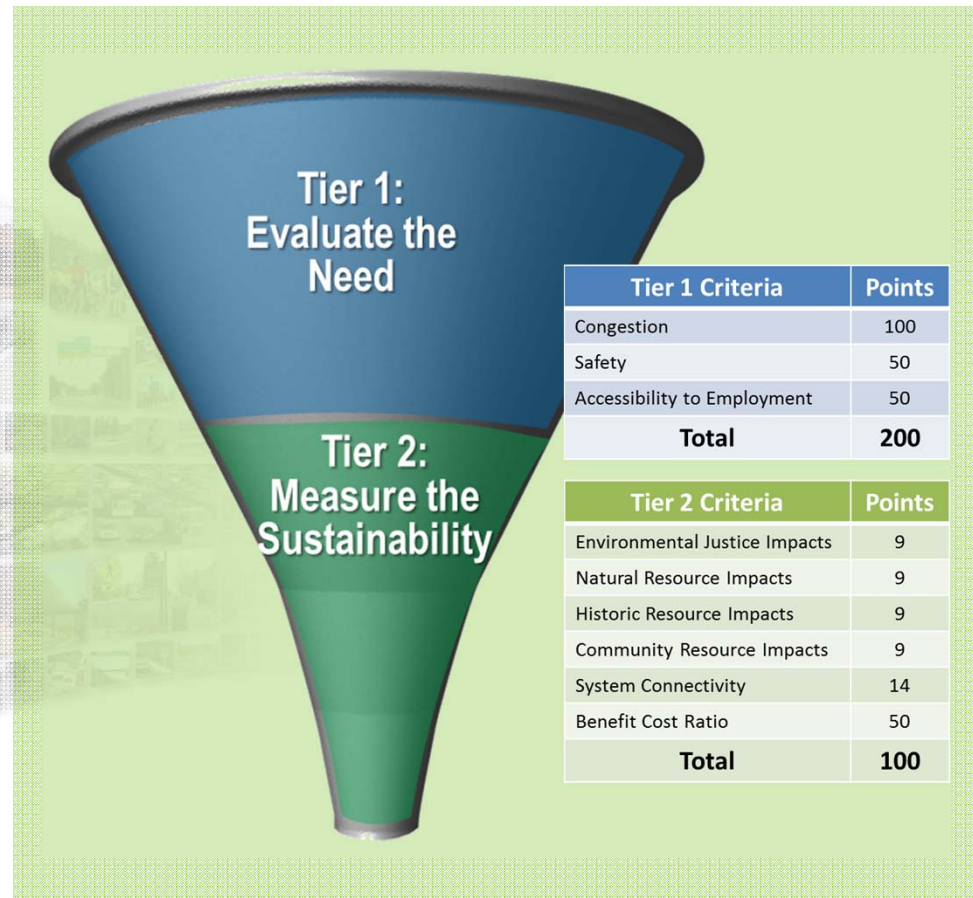 Tier 1:
Evaluate the
Need
Tier 1 Criteria Points
Congestion 100
Safety 50
Accessibility to Employment 50
Total 200
Tier 2:
Measure the
Sustainability
Tier 2 Criteria Points
Environmental Justice Impacts 9
Natural Resource Impacts 9
Historic Resource Impacts 9
Community Resource Impacts 9
System Connectivity 14
Benefit Cost Ratio 50
Total 100